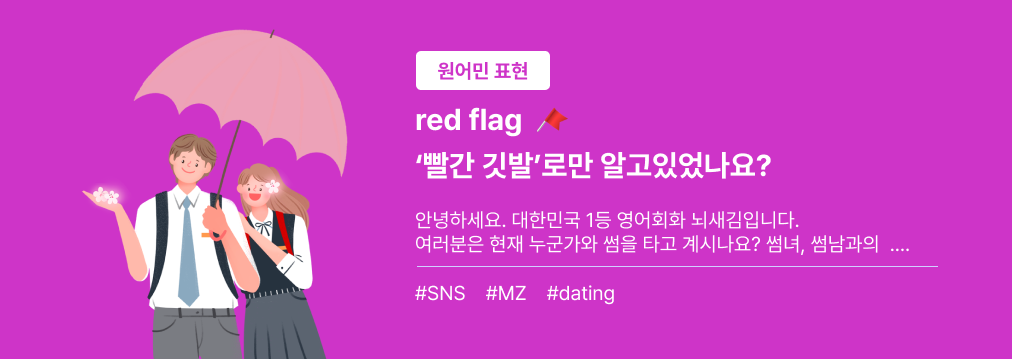 원어민 표현
red flag
‘빨간 깃발’로만 알고있었나요?
안녕하세요. 대한민국 1등 영어회화 뇌새김입니다.
여러분은 현재 누군가와 썸을 타고 계시나요? 썸녀, 썸남과의 ....
#SNS #MZ #dating